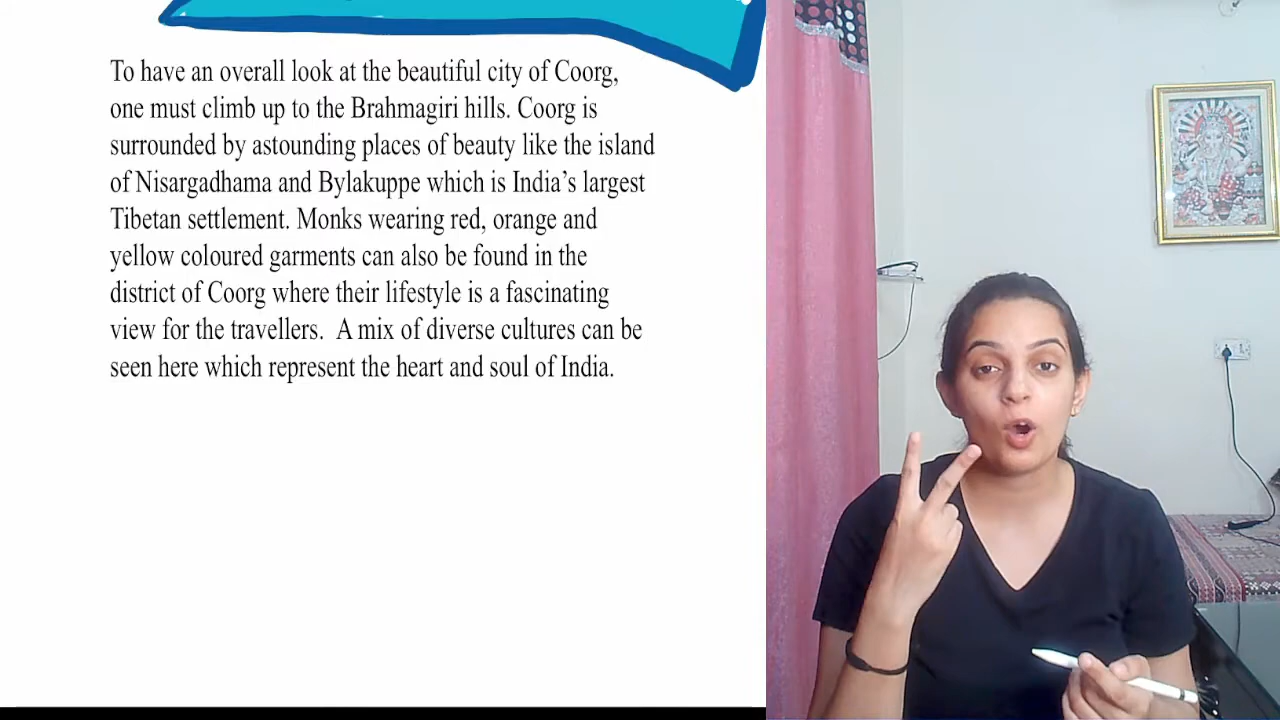 To have an overall look at the beautiful city of Coorg,
one must climb up to the Brahmagiri hills. Coorg is
surrounded by astounding places of beauty like the island
of Nisargadhama and Bylakuppe which is India’s largest
Tibetan settlement. Monks wearing red, orange and
yellow coloured garments can also be found in the
district of Coorg where their lifestyle is a fascinating
view for the travellers.  A mix of diverse cultures can be
seen here which represent the heart and soul of India.